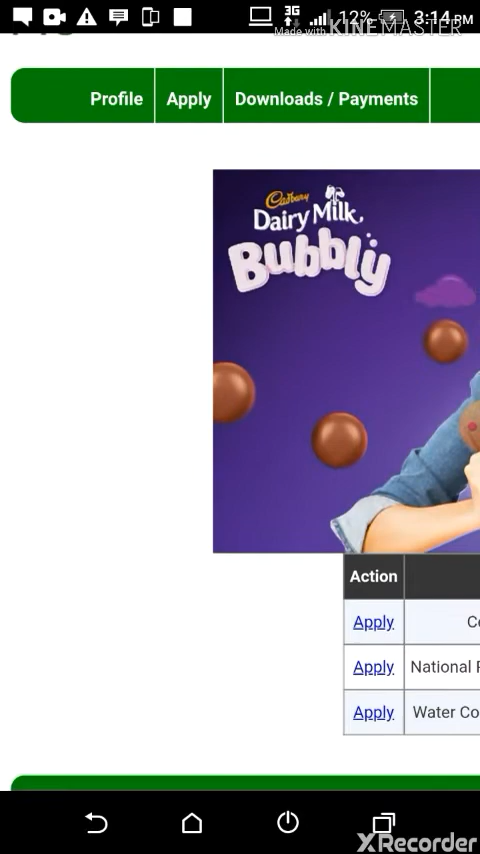 3G 12% 3:14 PM
Made with KINEMASTER
Profile Apply Downloads / Payments
Cadbury
Dairy Milk
Bubbly
Action
Apply
Apply National
Apply Water
XRecorder